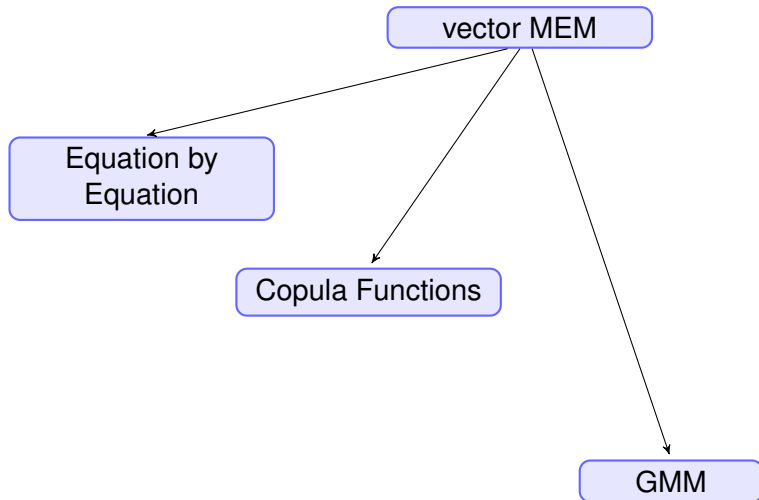 vector MEM
Equation by
Equation
Copula Functions
GMM